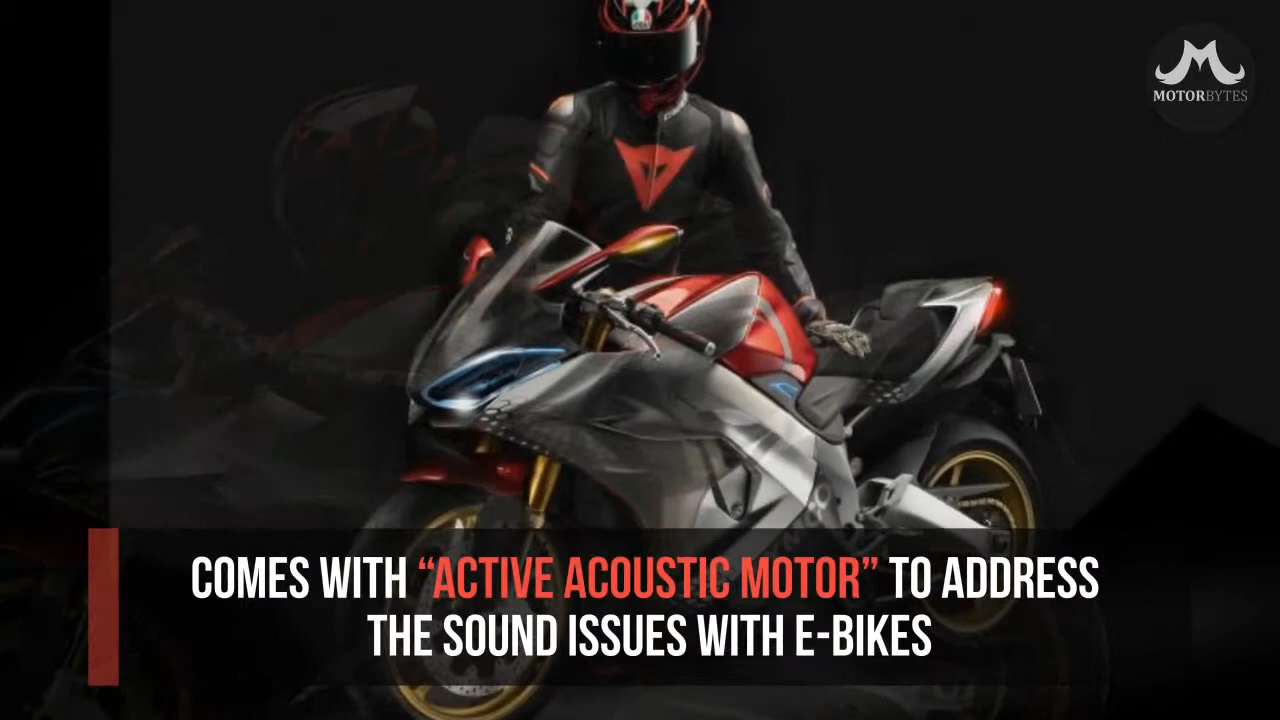 MOTORBYTES
COMES WITH “ACTIVE ACOUSTIC MOTOR” TO ADDRESS
THE SOUND ISSUES WITH E-BIKES